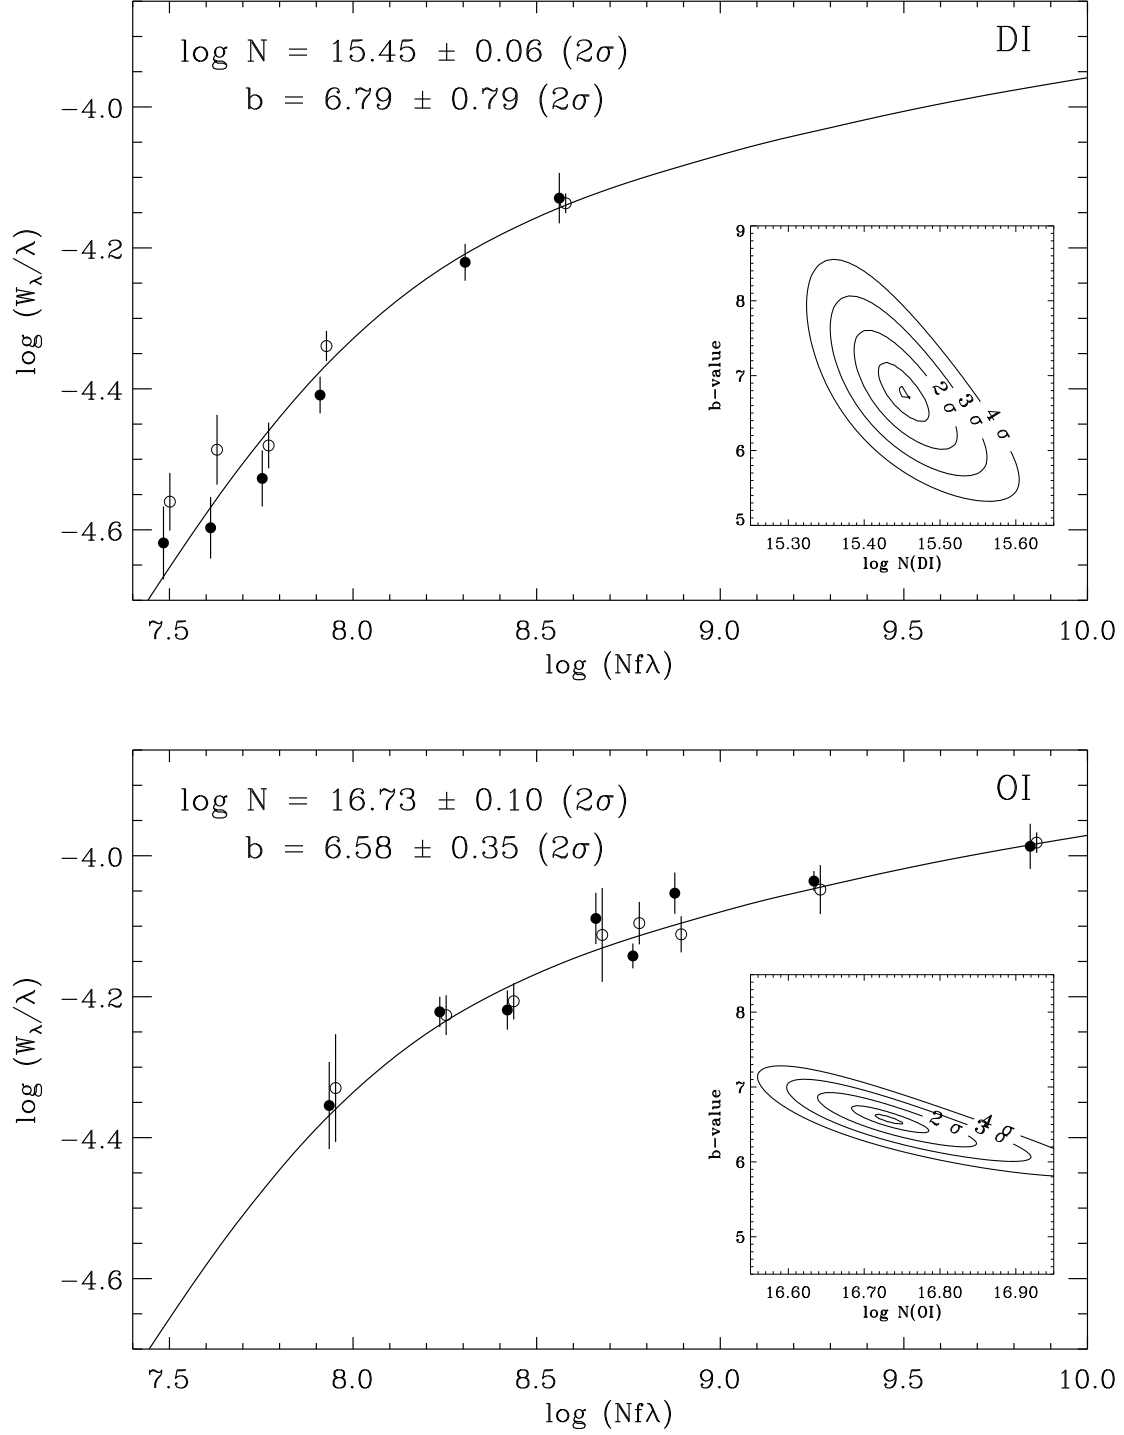 DI
log N = 15.45 ± 0.06 (2σ)
b = 6.79 ± 0.79 (2σ)
−4.0
−4.2
−4.4
−4.6
log (Wλ/λ)
7.5 8.0 8.5 9.0 9.5 10.0
log (Nfλ)
9
8
7
6
5
b−value
2 σ
3 σ
4 σ
15.30 15.40 15.50 15.60
log N(DI)
OI
log N = 16.73 ± 0.10 (2σ)
b = 6.58 ± 0.35 (2σ)
−4.0
−4.2
−4.4
−4.6
log (Wλ/λ)
7.5 8.0 8.5 9.0 9.5 10.0
log (Nfλ)
8
7
6
5
b−value
2 σ
3 σ
4 σ
16.60 16.70 16.80 16.90
log N(OI)